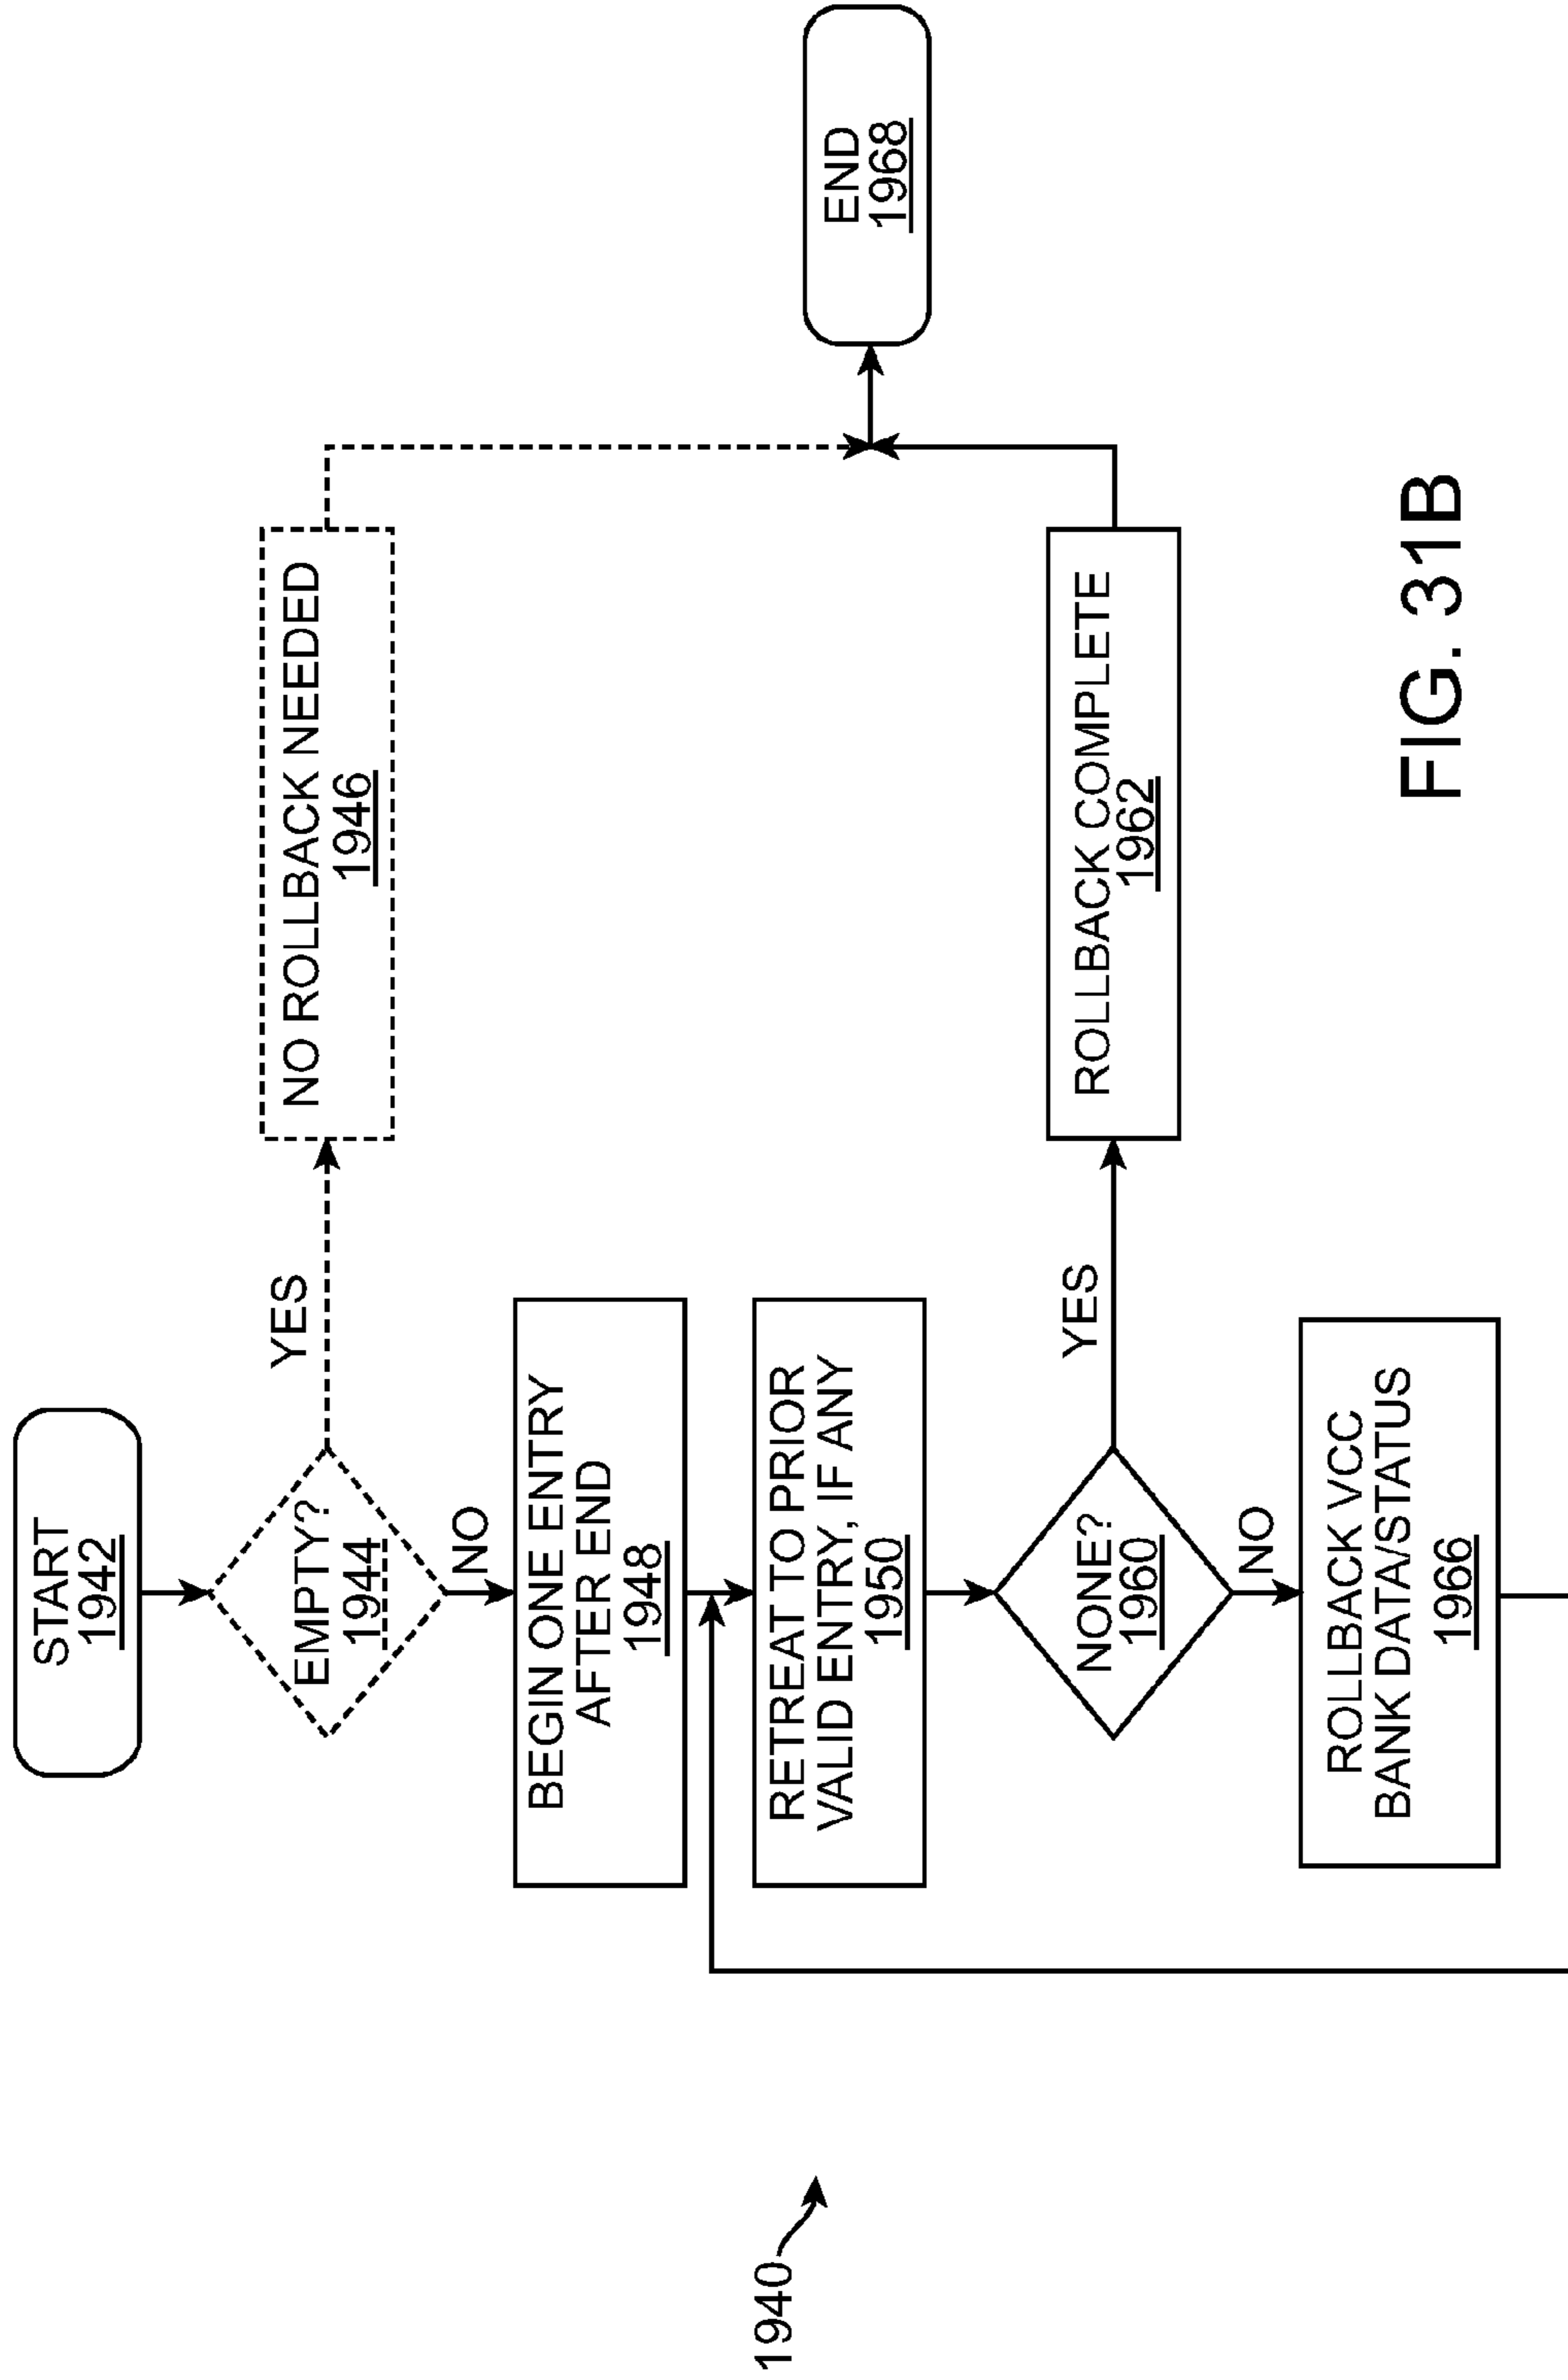 START
1942
EMPTY?
1944
YES
NO ROLLBACK NEEDED
1946
NO
BEGIN ONE ENTRY
AFTER END
1948
RETREAT TO PRIOR
VALID ENTRY, IF ANY
1950
NONE?
1960
YES
ROLLBACK COMPLETE
1962
END
1968
NO
ROLLBACK VCC
BANK DATA/STATUS
1966
1940
FIG. 31B